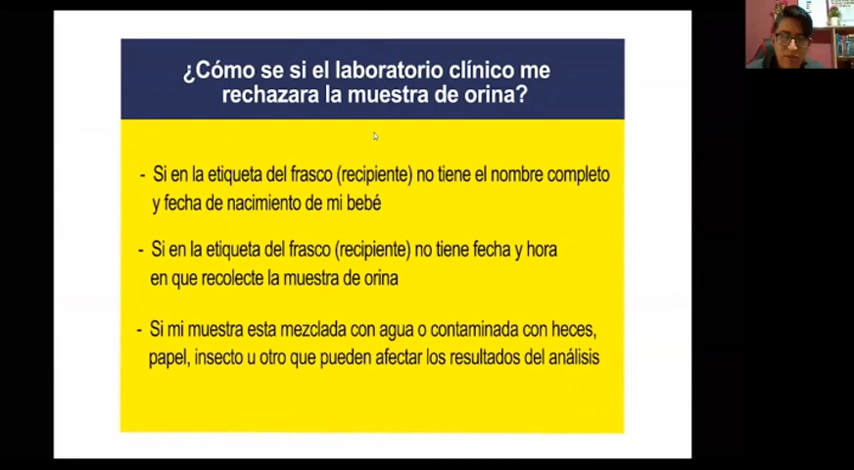 ¿Cómo se si el laboratorio clínico me
rechazara la muestra de orina?
- Si en la etiqueta del frasco (recipiente) no tiene el nombre completo
y fecha de nacimiento de mi bebé
- Si en la etiqueta del frasco (recipiente) no tiene fecha y hora
en que recolecte la muestra de orina
- Si mi muestra esta mezclada con agua o contaminada con heces,
papel, insecto u otro que pueden afectar los resultados del análisis